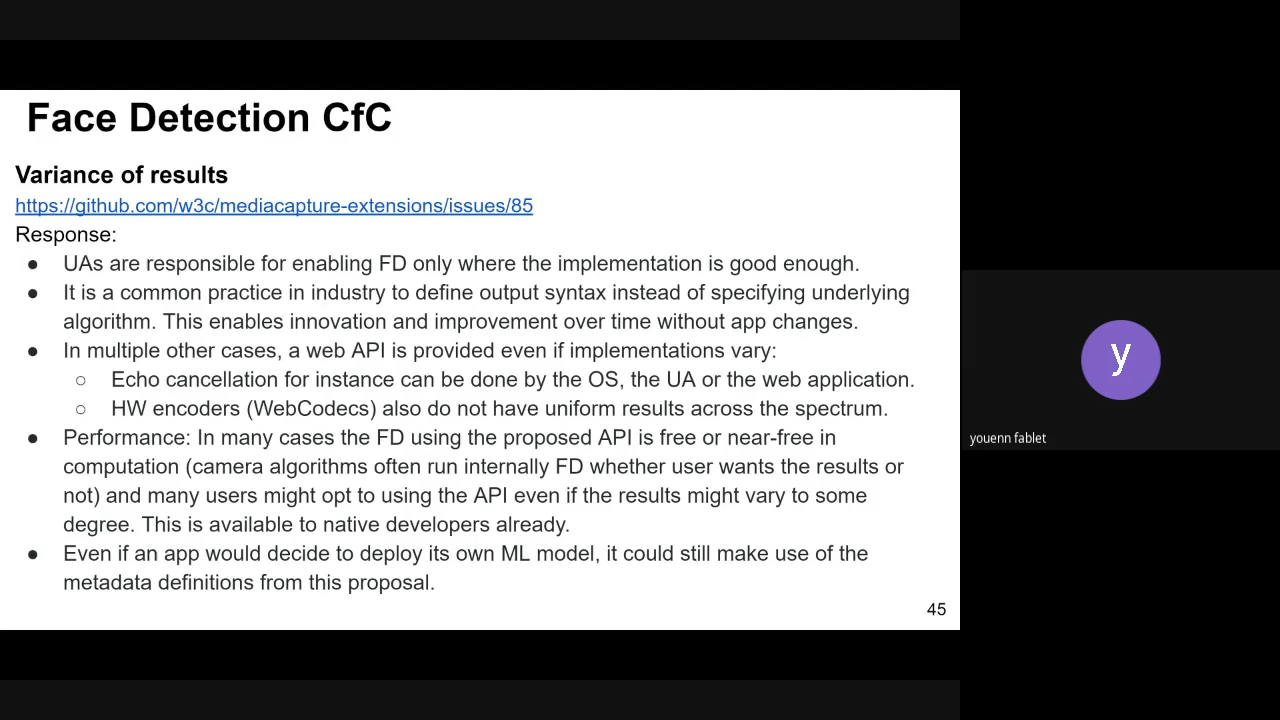 Face Detection CfC
Variance of results
https://github.com/w3c/mediacapture-extensions/issues/85
Response:
● UAs are responsible for enabling FD only where the implementation is good enough.
● It is a common practice in industry to define output syntax instead of specifying underlying
algorithm. This enables innovation and improvement over time without app changes.
● In multiple other cases, a web API is provided even if implementations vary:
○ Echo cancellation for instance can be done by the OS, the UA or the web application.
○ HW encoders (WebCodecs) also do not have uniform results across the spectrum.
● Performance: In many cases the FD using the proposed API is free or near-free in
computation (camera algorithms often run internally FD whether user wants the results or
not) and many users might opt to using the API even if the results might vary to some
degree. This is available to native developers already.
● Even if an app would decide to deploy its own ML model, it could still make use of the
metadata definitions from this proposal.
45
y
youenn fablet